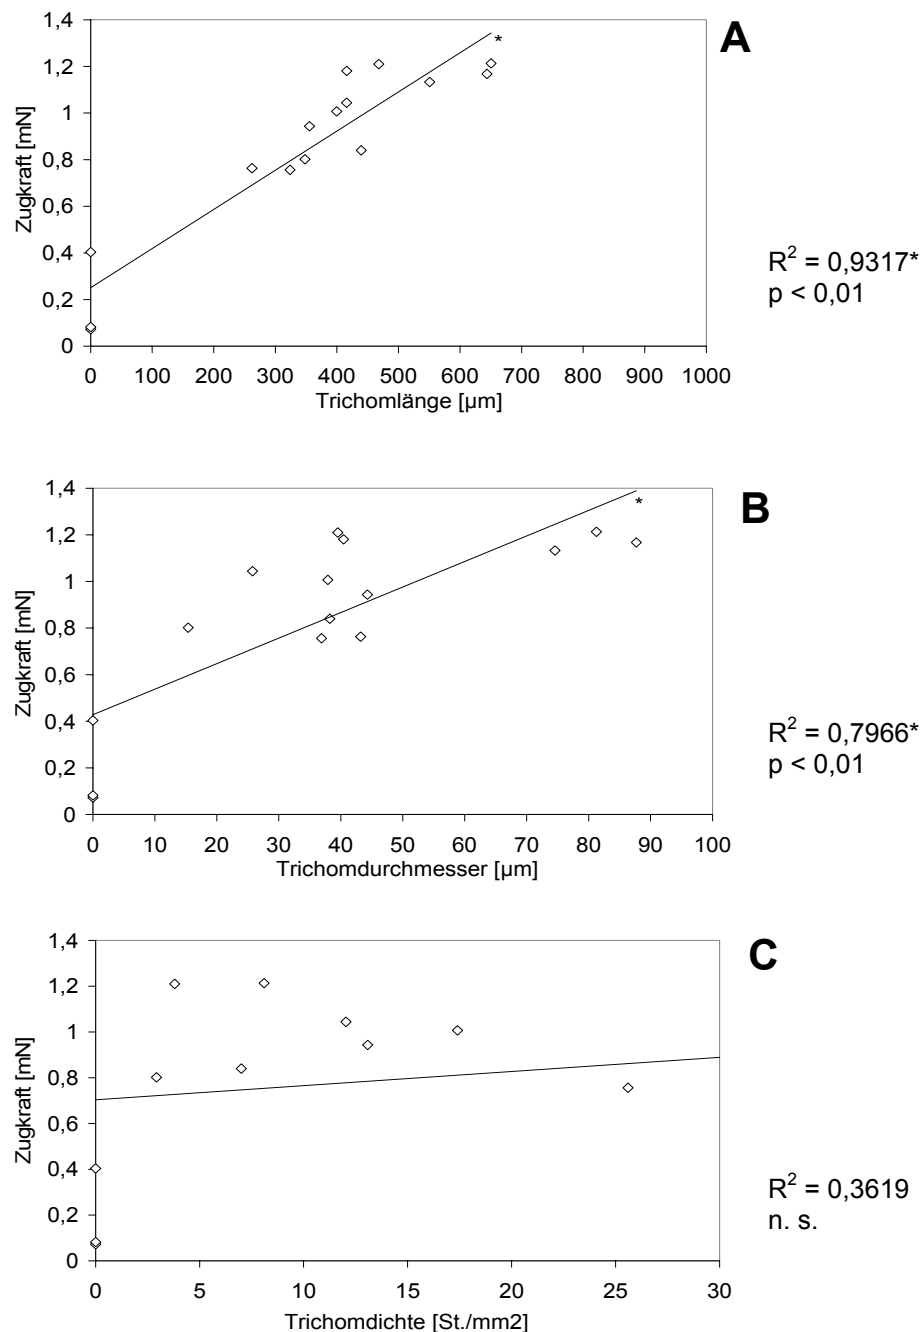 A
1,4
1,2
1
0,8
0,6
0,4
0,2
0
Zugkraft [mN]
*
0 100 200 300 400 500 600 700 800 900 1000
Trichomlänge [µm]
R² = 0,9317*
p < 0,01
B
1,4
1,2
1
0,8
0,6
0,4
0,2
0
Zugkraft [mN]
*
0 10 20 30 40 50 60 70 80 90 100
Trichomdurchmesser [µm]
R² = 0,7966*
p < 0,01
C
1,4
1,2
1
0,8
0,6
0,4
0,2
0
Zugkraft [mN]
0 5 10 15 20 25 30
Trichomdichte [St./mm2]
R² = 0,3619
n. s.